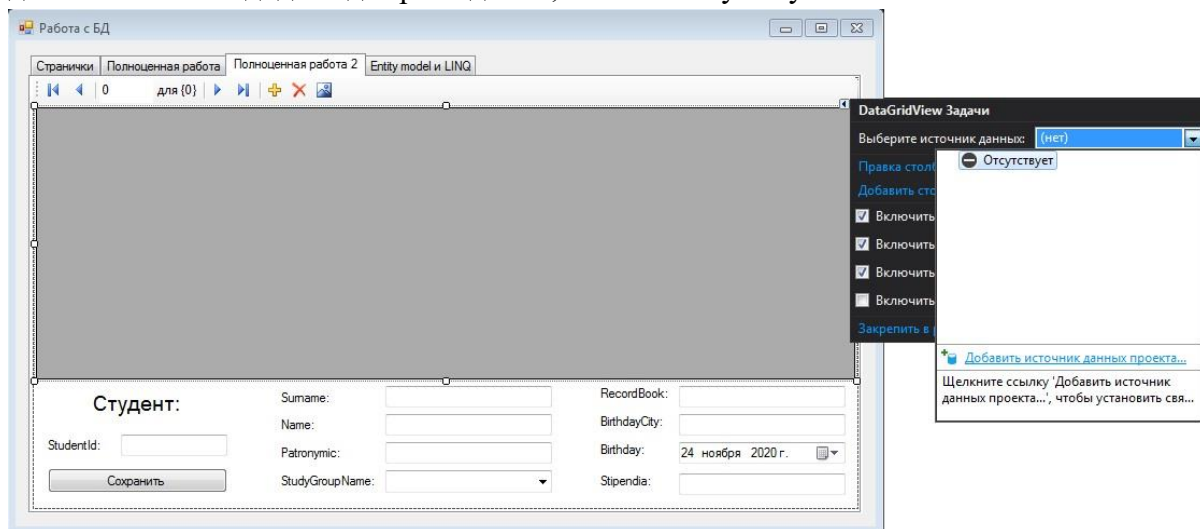 Работа с БД
Странички Полноценная работа Полноценная работа 2 Entity model и LINQ
0 для {0}
DataGridView Задачи
Выберите источник данных: (нет)
Отсутствует
Правка столб
Добавить сто
Включить
Включить
Включить
Включить
Закрепить в р
Добавить источник данных проекта...
Щелкните ссылку 'Добавить источник
данных проекта...', чтобы установить свя...
Студент:
StudentId:
Сохранить
Surname:
Name:
Patronymic:
StudyGroupName:
RecordBook:
BirthdayCity:
Birthday: 24 ноября 2020 г.
Stipendia: